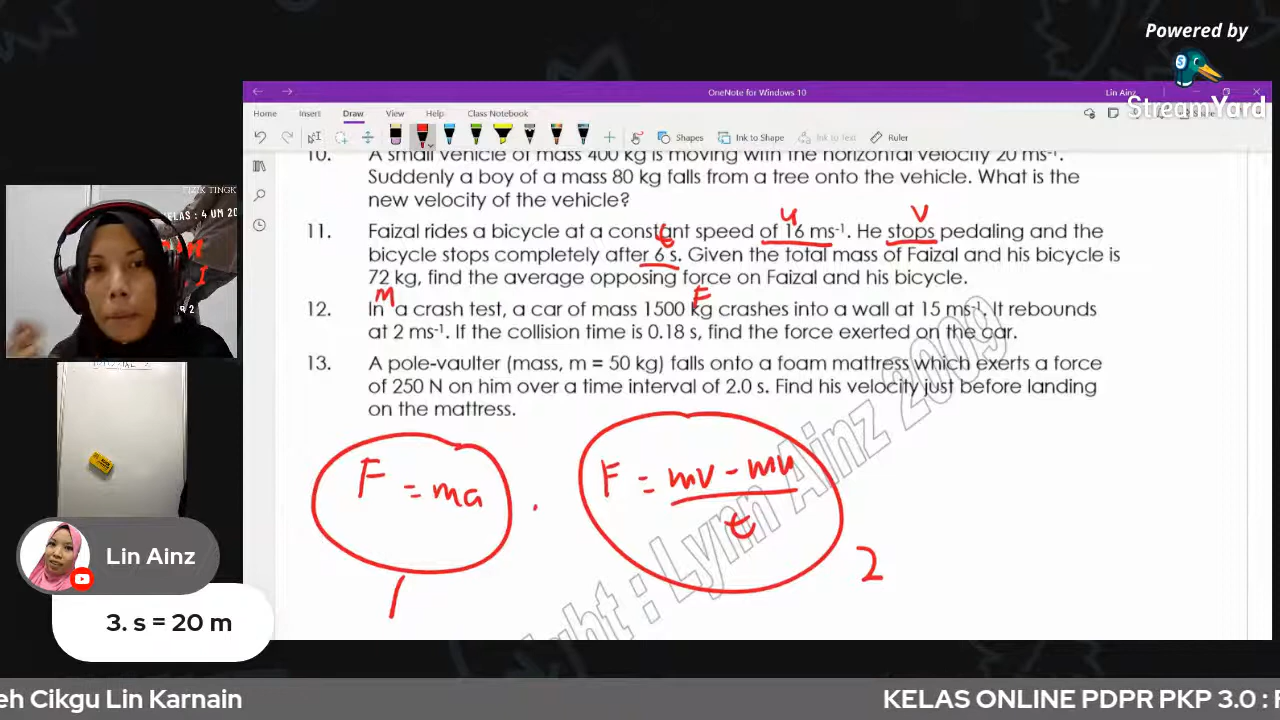 Powered by
StreamYard
OneNote for Windows 10
Lin Ainz
Home Insert Draw View Help Class Notebook
Shapes Ink to Shape Ink to Text Ruler
10. A small vehicle of mass 400 kg is moving with the horizontal velocity 20 ms-1.
Suddenly a boy of a mass 80 kg falls from a tree onto the vehicle. What is the
new velocity of the vehicle?
u v
11. Faizal rides a bicycle at a constant speed of 16 ms-1. He stops pedaling and the
t
bicycle stops completely after 6 s. Given the total mass of Faizal and his bicycle is
72 kg, find the average opposing force on Faizal and his bicycle.
m F
12. In a crash test, a car of mass 1500 kg crashes into a wall at 15 ms-1. It rebounds
at 2 ms-1. If the collision time is 0.18 s, find the force exerted on the car.
13. A pole-vaulter (mass, m = 50 kg) falls onto a foam mattress which exerts a force
of 250 N on him over a time interval of 2.0 s. Find his velocity just before landing
on the mattress.
F = ma
F = mv - mu
t
1
2
Lynn Ainz 2009
FIZIK TINGK
ELAS : 4 UM 20
Lin Ainz
3. s = 20 m
eh Cikgu Lin Karnain
KELAS ONLINE PDPR PKP 3.0 : F